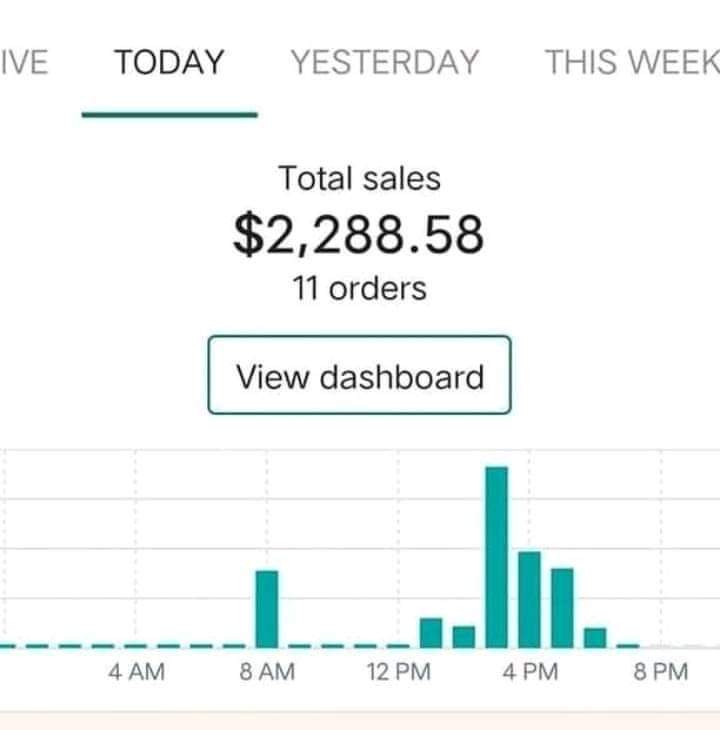 IVE TODAY YESTERDAY THIS WEEK
Total sales
$2,288.58
11 orders
View dashboard
4 AM 8 AM 12 PM 4 PM 8 PM